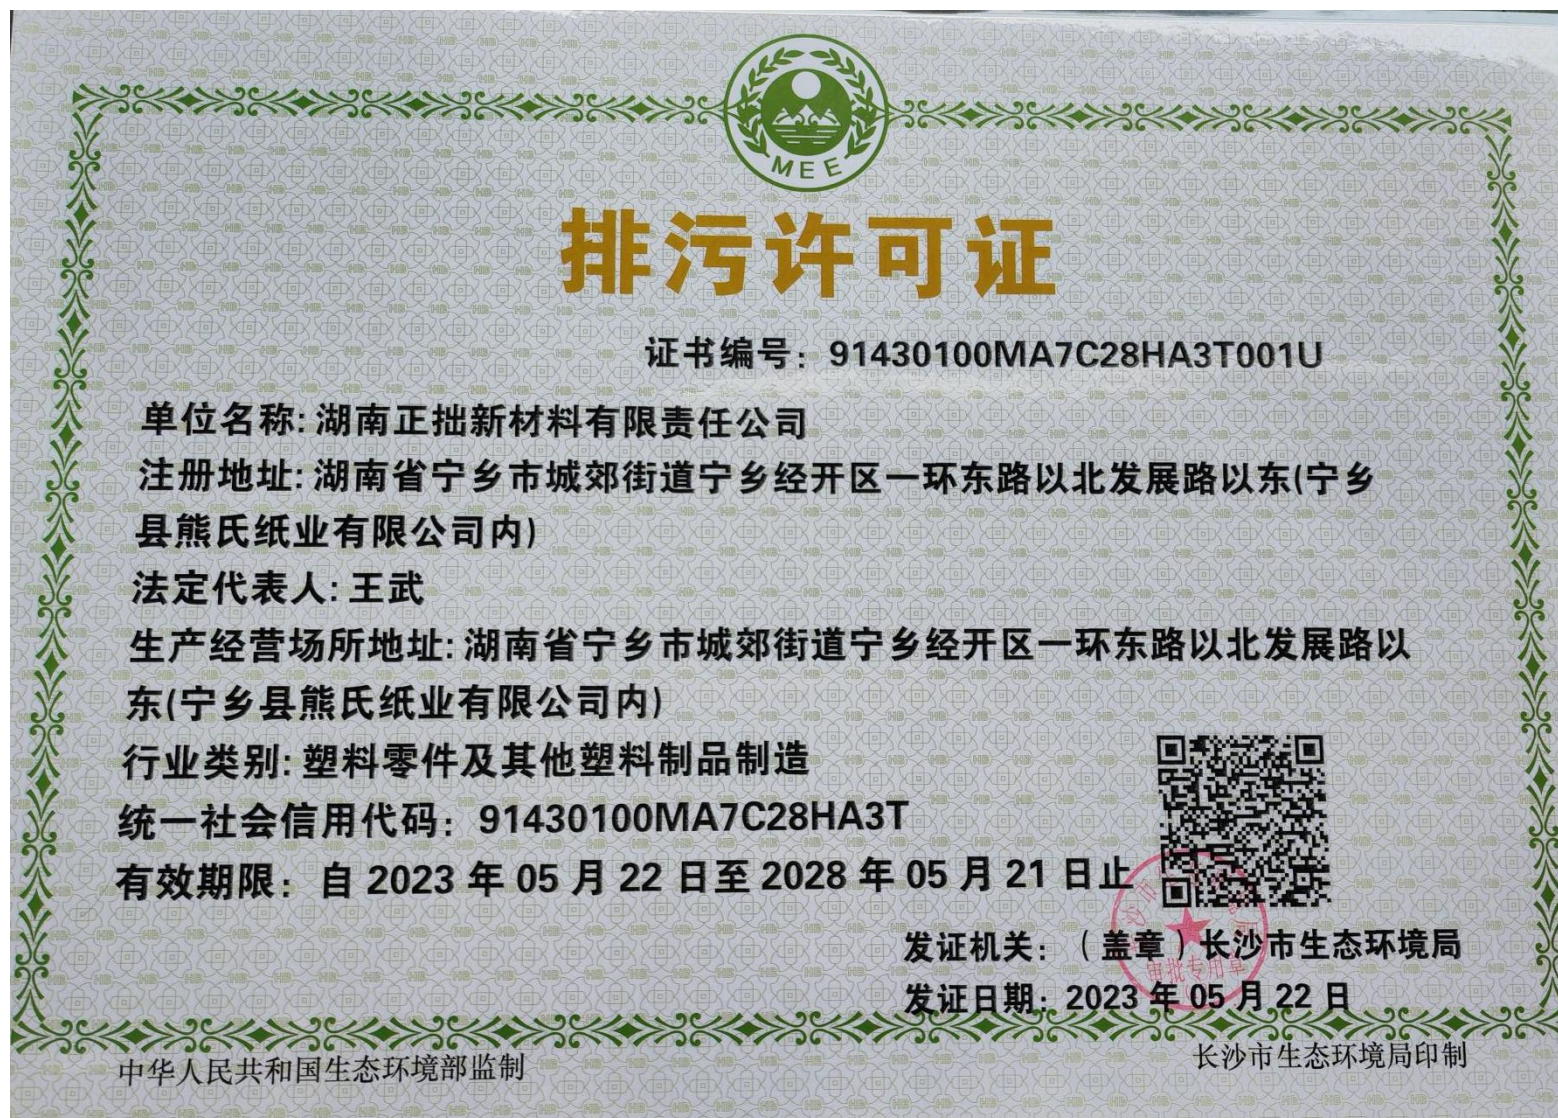 MEE
排污许可证
证书编号：91430100MA7C28HA3T001U
单位名称:湖南正拙新材料有限责任公司
注册地址:湖南省宁乡市城郊街道宁乡经开区一环东路以北发展路以东(宁乡
县熊氏纸业有限公司内)
法定代表人:王武
生产经营场所地址:湖南省宁乡市城郊街道宁乡经开区一环东路以北发展路以
东(宁乡县熊氏纸业有限公司内)
行业类别:塑料零件及其他塑料制品制造
统一社会信用代码：91430100MA7C28HA3T
有效期限：自 2023 年 05 月 22 日至 2028 年 05 月 21 日止
发证机关：（盖章）长沙市生态环境局
审批专用章
发证日期：2023 年 05 月 22 日
中华人民共和国生态环境部监制
长沙市生态环境局印制